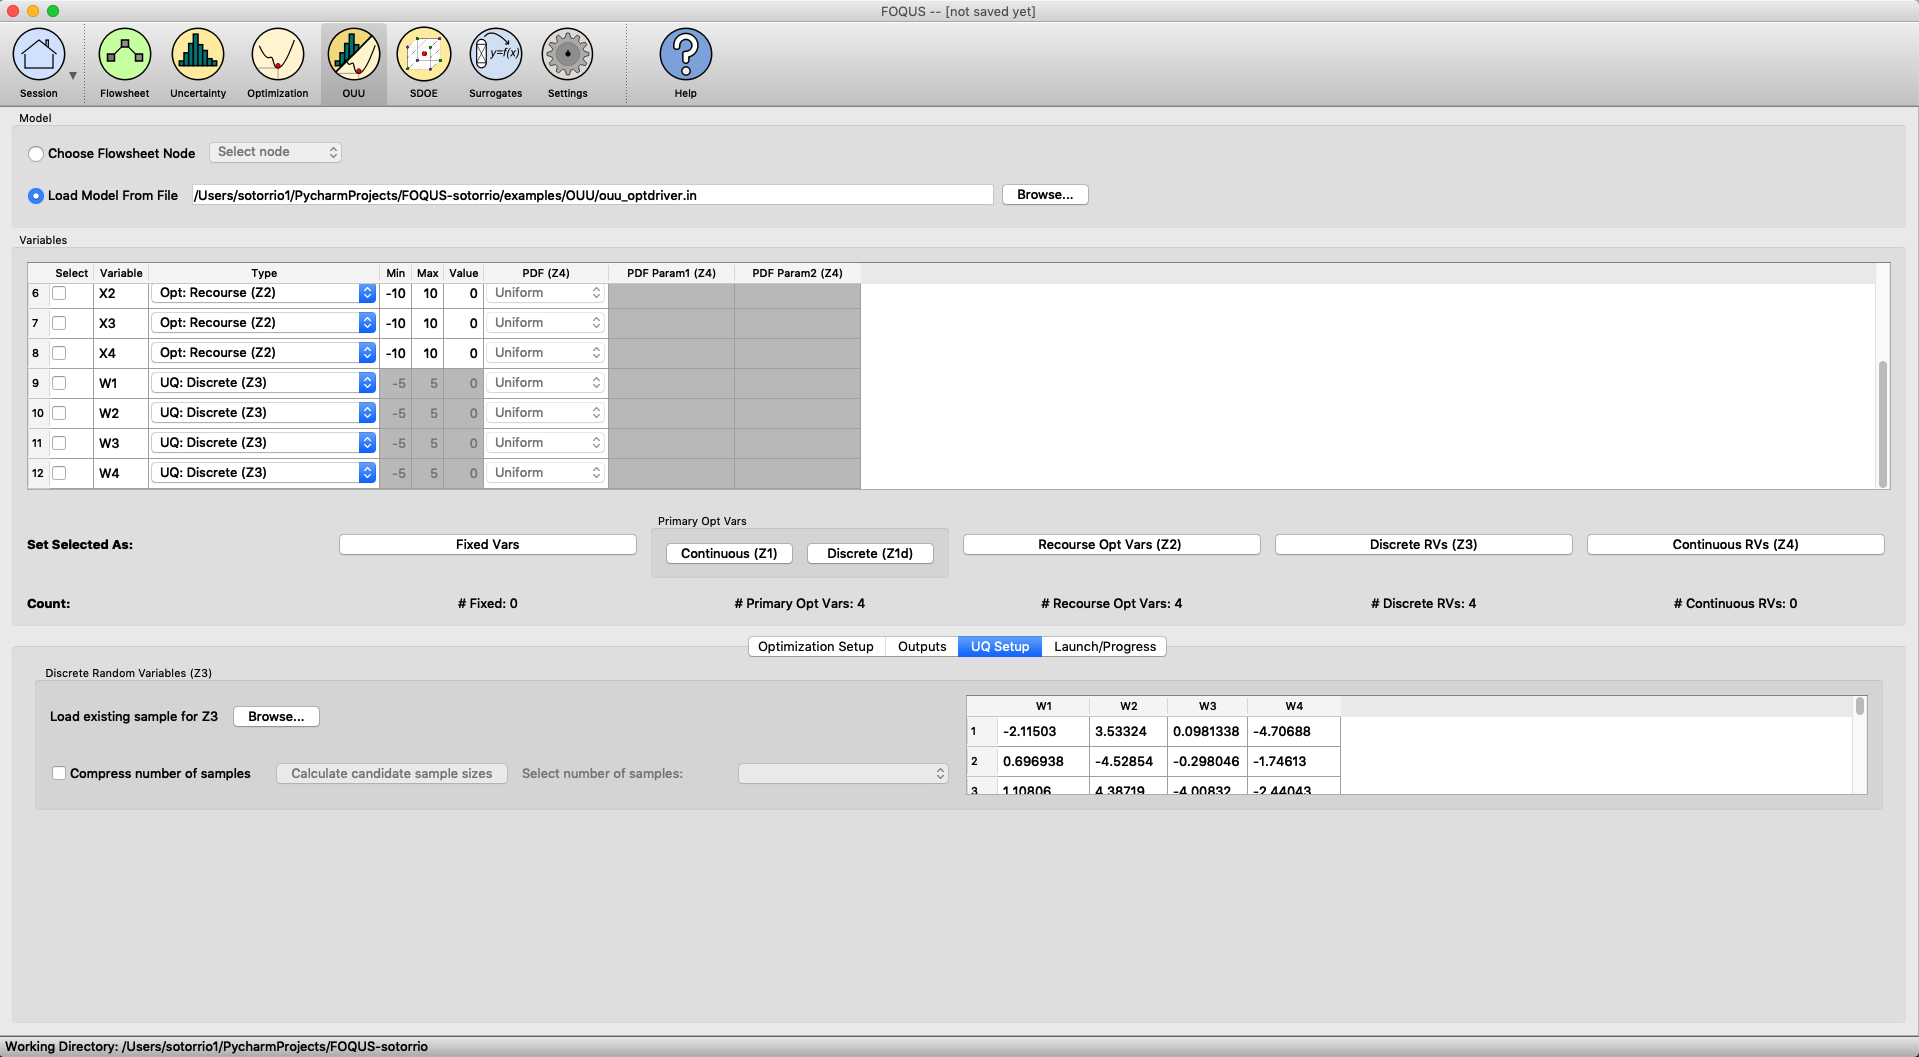 FOQUS -- [not saved yet]
y=f(x)
Session Flowsheet Uncertainty Optimization OUU SDOE Surrogates Settings Help
Model
Choose Flowsheet Node Select node
Load Model From File /Users/sotorrio1/PycharmProjects/FOQUS-sotorrio/examples/OUU/ouu_optdriver.in Browse...
Variables
Select Variable Type Min Max Value PDF (Z4) PDF Param1 (Z4) PDF Param2 (Z4)
6 X2 Opt: Recourse (Z2) -10 10 0 Uniform
7 X3 Opt: Recourse (Z2) -10 10 0 Uniform
8 X4 Opt: Recourse (Z2) -10 10 0 Uniform
9 W1 UQ: Discrete (Z3) -5 5 0 Uniform
10 W2 UQ: Discrete (Z3) -5 5 0 Uniform
11 W3 UQ: Discrete (Z3) -5 5 0 Uniform
12 W4 UQ: Discrete (Z3) -5 5 0 Uniform
Primary Opt Vars
Set Selected As: Fixed Vars Continuous (Z1) Discrete (Z1d) Recourse Opt Vars (Z2) Discrete RVs (Z3) Continuous RVs (Z4)
Count: # Fixed: 0 # Primary Opt Vars: 4 # Recourse Opt Vars: 4 # Discrete RVs: 4 # Continuous RVs: 0
Optimization Setup Outputs UQ Setup Launch/Progress
Discrete Random Variables (Z3)
Load existing sample for Z3 Browse...
Compress number of samples Calculate candidate sample sizes Select number of samples:
W1 W2 W3 W4
1 -2.11503 3.53324 0.0981338 -4.70688
2 0.696938 -4.52854 -0.298046 -1.74613
3 1.10806 4.38719 -4.00832 -2.44043
Working Directory: /Users/sotorrio1/PycharmProjects/FOQUS-sotorrio